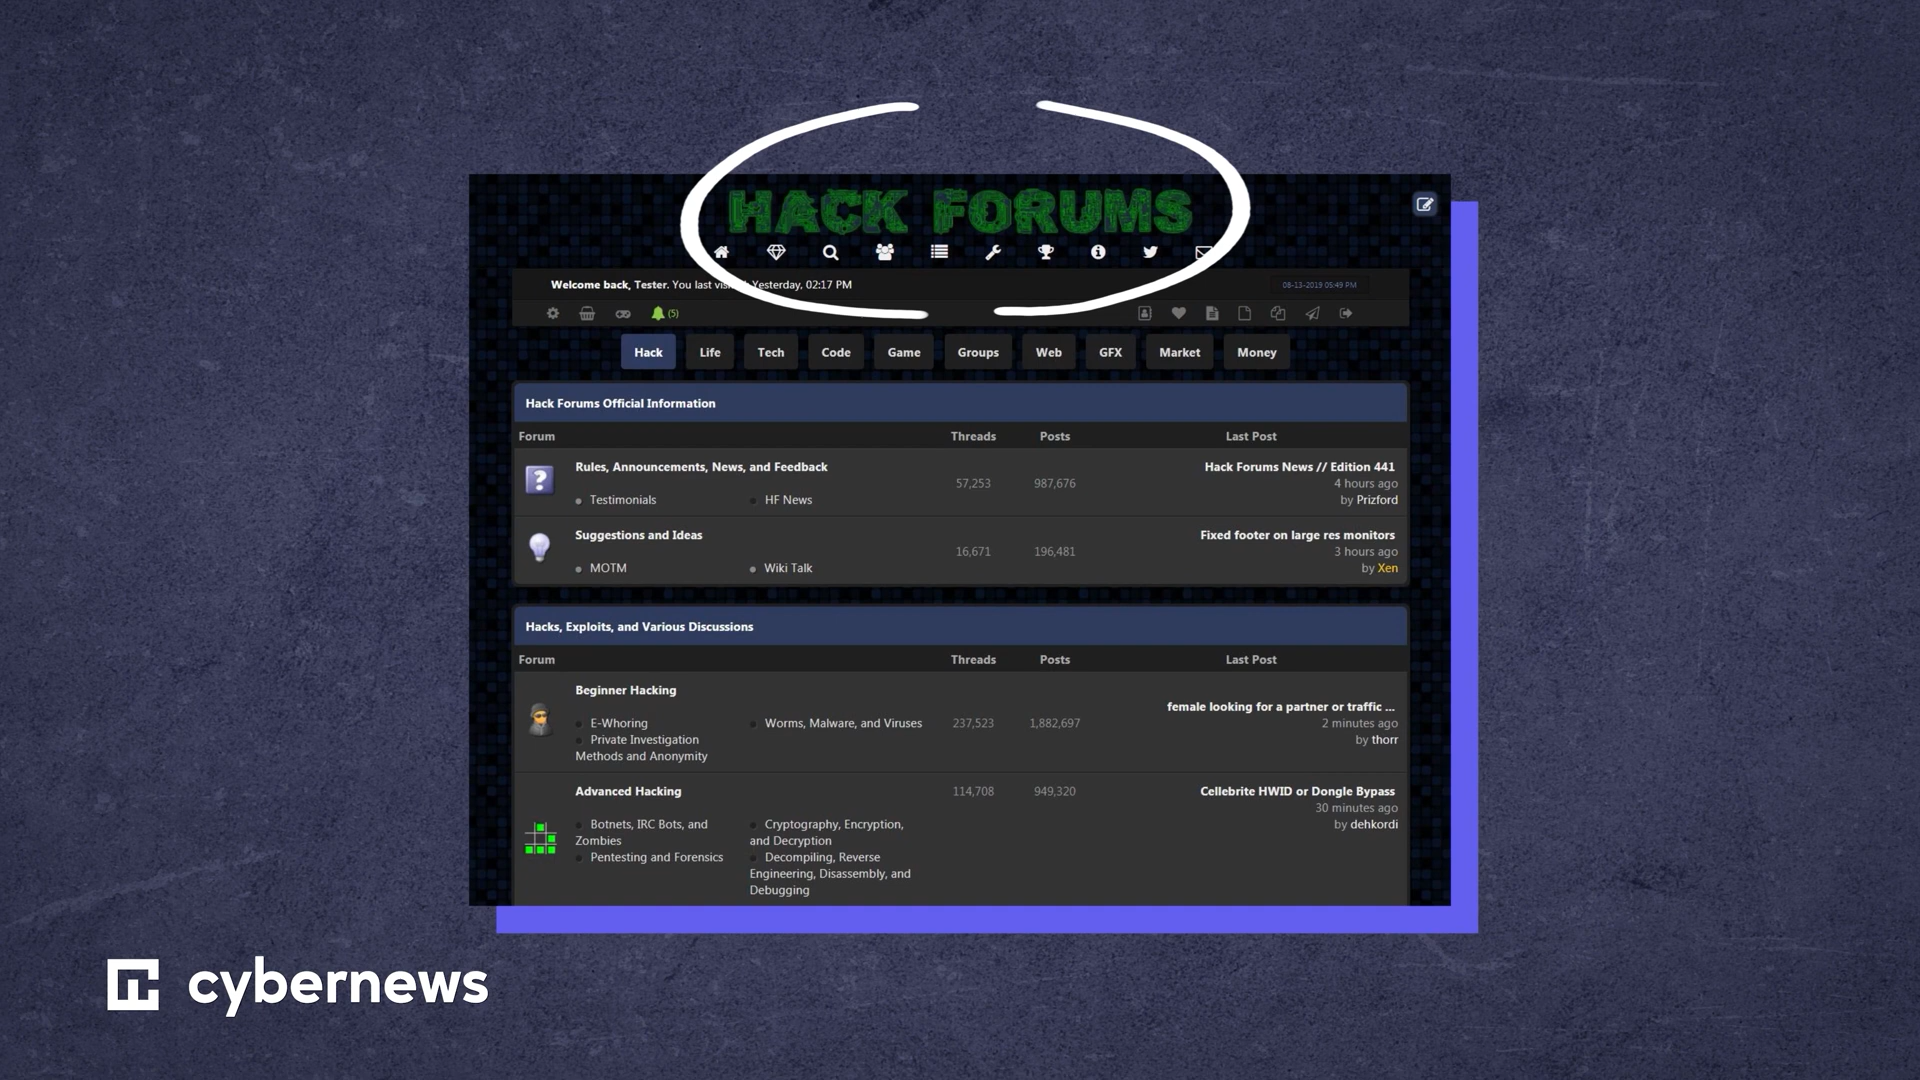 HACK FORUMS
Welcome back, Tester. You last Yesterday, 02:17 PM
08-13-2019 05:49 PM
(5)
Hack Life Tech Code Game Groups Web GFX Market Money
Hack Forums Official Information
Forum Threads Posts Last Post
Rules, Announcements, News, and Feedback
Testimonials HF News
57,253 987,676
Hack Forums News // Edition 441
4 hours ago
by Prizford
Suggestions and Ideas
MOTM Wiki Talk
16,671 196,481
Fixed footer on large res monitors
3 hours ago
by Xen
Hacks, Exploits, and Various Discussions
Forum Threads Posts Last Post
Beginner Hacking
E-Whoring
Private Investigation
Methods and Anonymity
Worms, Malware, and Viruses
237,523 1,882,697
female looking for a partner or traffic ...
2 minutes ago
by thorr
Advanced Hacking
Botnets, IRC Bots, and
Zombies
Pentesting and Forensics
Cryptography, Encryption,
and Decryption
Decompiling, Reverse
Engineering, Disassembly, and
Debugging
114,708 949,320
Cellebrite HWID or Dongle Bypass
30 minutes ago
by dehkordi
cybernews